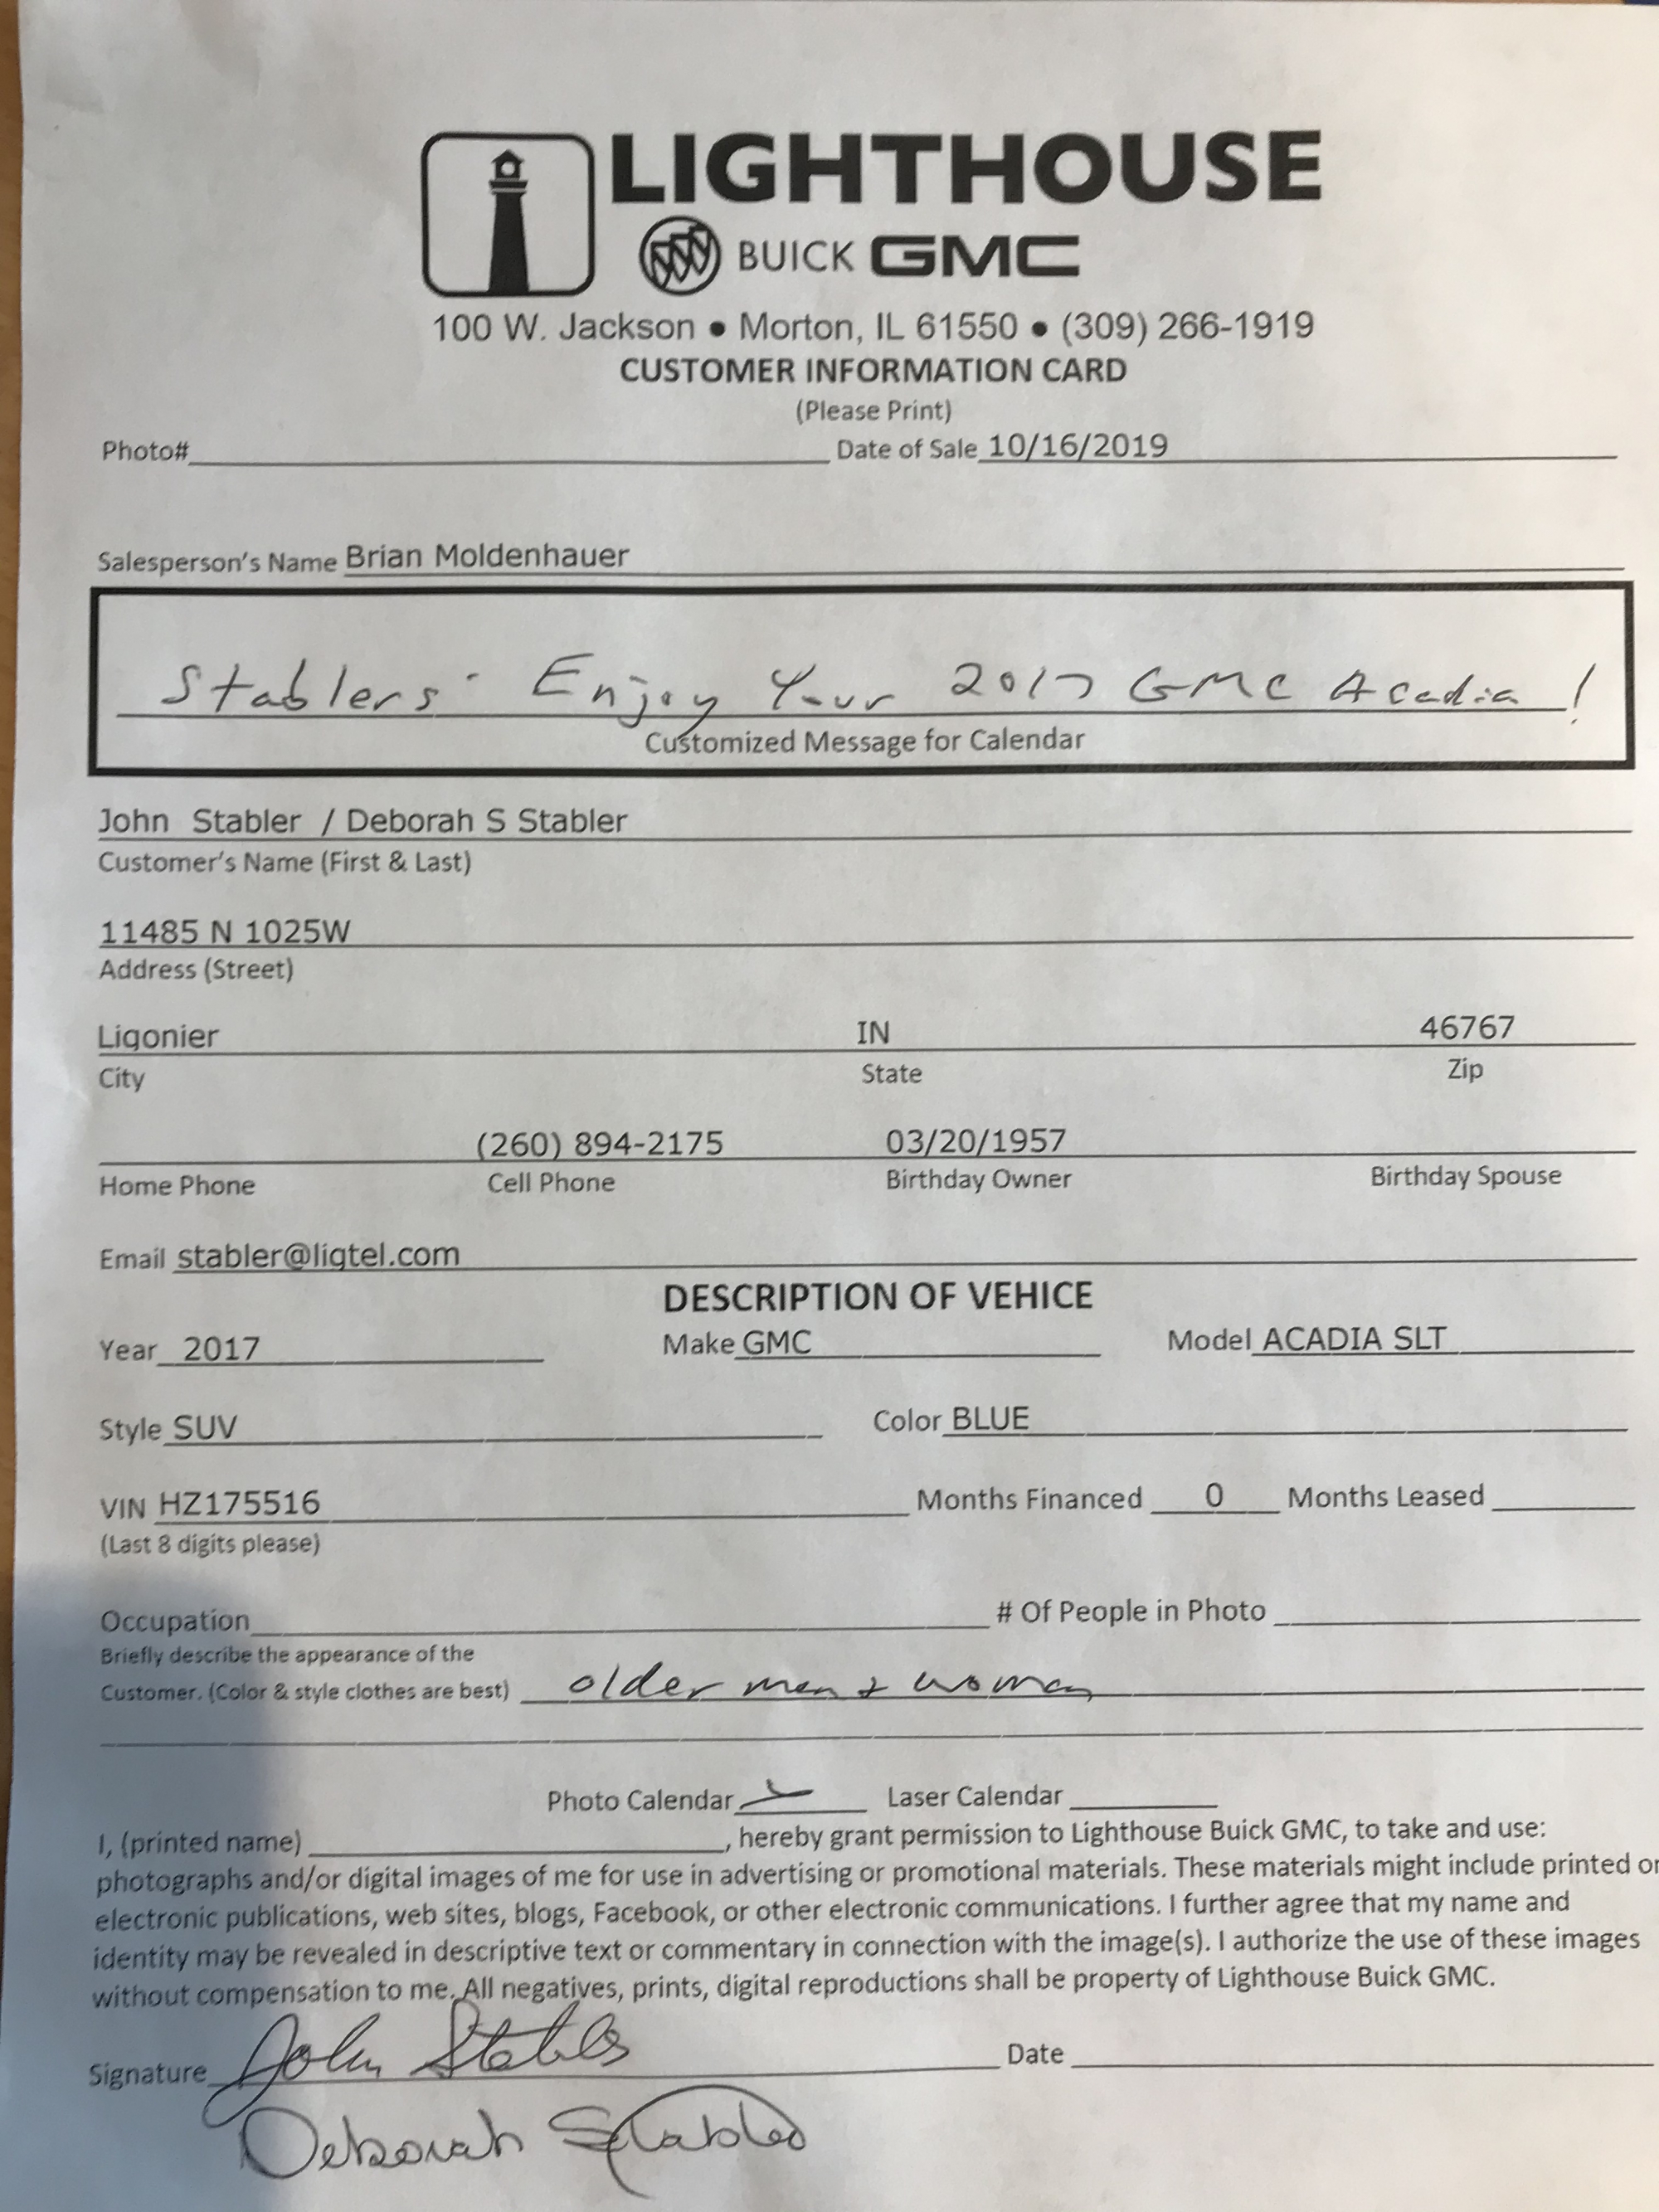 LIGHTHOUSE
BUICK GMC
100 W. Jackson • Morton, IL 61550 • (309) 266-1919
CUSTOMER INFORMATION CARD
(Please Print)
Photo# Date of Sale 10/16/2019
Salesperson's Name Brian Moldenhauer
Stablers - Enjoy Your 2017 GMC Acadia!
Customized Message for Calendar
John Stabler / Deborah S Stabler
Customer's Name (First & Last)
11485 N 1025W
Address (Street)
Ligonier IN 46767
City State Zip
(260) 894-2175 03/20/1957
Home Phone Cell Phone Birthday Owner Birthday Spouse
Email stabler@ligtel.com
DESCRIPTION OF VEHICE
Year 2017 Make GMC Model ACADIA SLT
Style SUV Color BLUE
VIN HZ175516 Months Financed 0 Months Leased
(Last 8 digits please)
Occupation # Of People in Photo
Briefly describe the appearance of the
Customer. (Color & style clothes are best) older man & woman
Photo Calendar Laser Calendar
I, (printed name) , hereby grant permission to Lighthouse Buick GMC, to take and use:
photographs and/or digital images of me for use in advertising or promotional materials. These materials might include printed or
electronic publications, web sites, blogs, Facebook, or other electronic communications. I further agree that my name and
identity may be revealed in descriptive text or commentary in connection with the image(s). I authorize the use of these images
without compensation to me. All negatives, prints, digital reproductions shall be property of Lighthouse Buick GMC.
Signature John Stabler Date
Deborah S Stabler